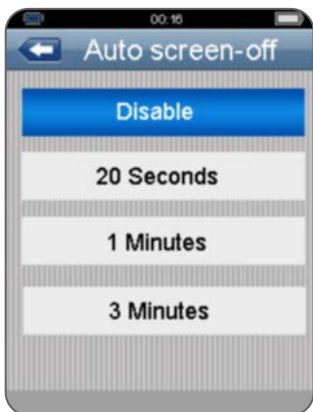 00:16
Auto screen-off
Disable
20 Seconds
1 Minutes
3 Minutes